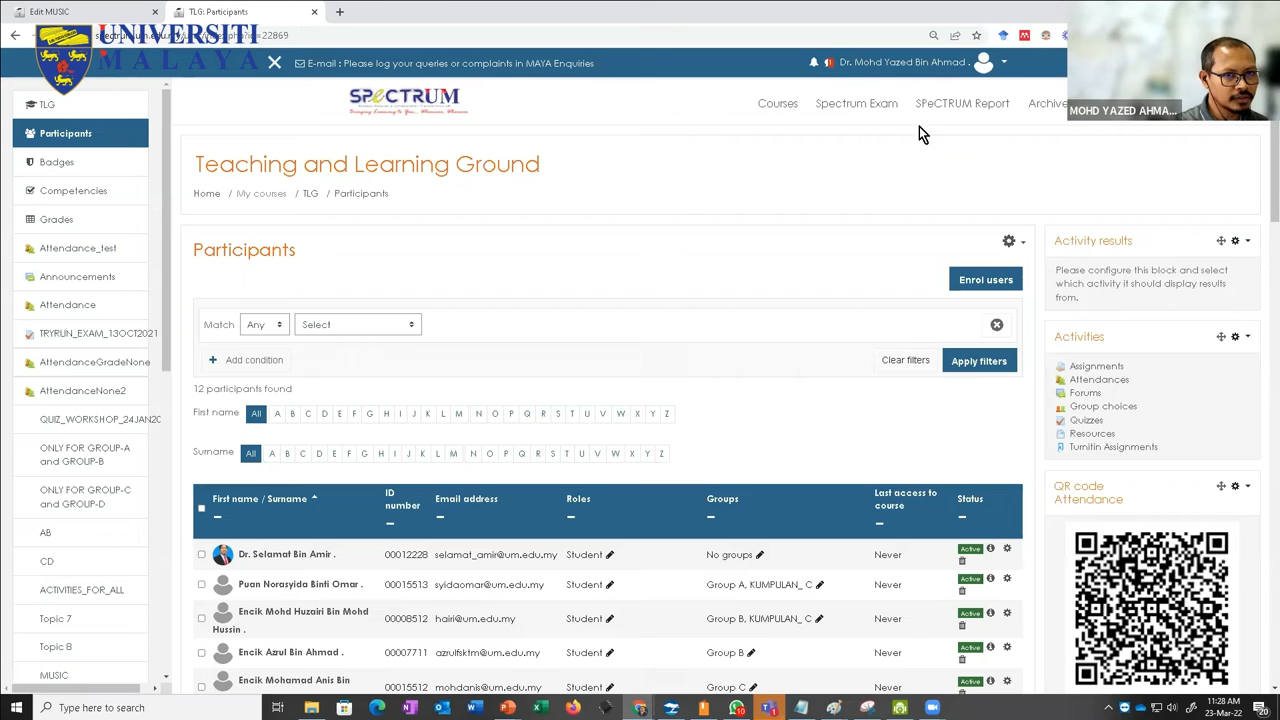 Edit MUSIC
TLG: Participants
22869
UNIVERSITI
MALAYA
E-mail : Please log your queries or complaints in MAYA Enquiries
Dr. Mohd Yazed Bin Ahmad .
MOHD YAZED AHMA...
SPeCTRUM
Courses
Spectrum Exam
SPeCTRUM Report
TLG
Participants
Badges
Competencies
Grades
Attendance_test
Announcements
Attendance
TRYRUN_EXAM_13OCT2021
AttendanceGradeNone
AttendanceNone2
QUIZ_WORKSHOP_24JAN20
ONLY FOR GROUP-A
and GROUP-B
ONLY FOR GROUP-C
and GROUP-D
AB
CD
ACTIVITIES_FOR_ALL
Topic 7
Topic 8
MUSIC
Teaching and Learning Ground
Home / My courses / TLG / Participants
Participants
Enrol users
Match Any Select
Add condition
Clear filters
Apply filters
12 participants found
First name All A B C D E F G H I J K L M N O P Q R S T U V W X Y Z
Surname All A B C D E F G H I J K L M N O P Q R S T U V W X Y Z
First name / Surname ID number Email address Roles Groups Last access to course Status
Dr. Selamat Bin Amir . 00012228 selamat_amir@um.edu.my Student No groups Never Active
Puan Norasyida Binti Omar . 00015513 syidaomar@um.edu.my Student Group A, KUMPULAN_ C Never Active
Encik Mohd Huzairi Bin Mohd Hussin . 00008512 hairi@um.edu.my Student Group B, KUMPULAN_ C Never Active
Encik Azrul Bin Ahmad . 00007711 azrulfsktm@um.edu.my Student Group B Never Active
Encik Mohamad Anis Bin 00015512 mohdanis@um.edu.my Student Group C Never Active
Activity results
Please configure this block and select
which activity it should display results
from.
Activities
Assignments
Attendances
Forums
Group choices
Quizzes
Resources
Turnitin Assignments
QR code
Attendance
Type here to search
11:28 AM
23-Mar-22
20